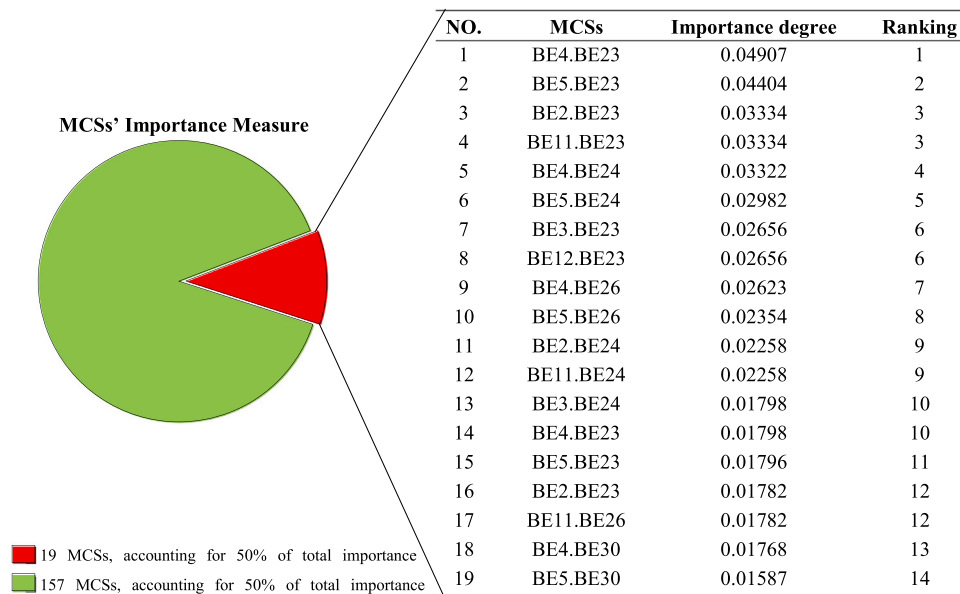 MCSs' Importance Measure
19 MCSs, accounting for 50% of total importance
157 MCSs, accounting for 50% of total importance
NO. MCSs Importance degree Ranking
1 BE4.BE23 0.04907 1
2 BE5.BE23 0.04404 2
3 BE2.BE23 0.03334 3
4 BE11.BE23 0.03334 3
5 BE4.BE24 0.03322 4
6 BE5.BE24 0.02982 5
7 BE3.BE23 0.02656 6
8 BE12.BE23 0.02656 6
9 BE4.BE26 0.02623 7
10 BE5.BE26 0.02354 8
11 BE2.BE24 0.02258 9
12 BE11.BE24 0.02258 9
13 BE3.BE24 0.01798 10
14 BE4.BE23 0.01798 10
15 BE5.BE23 0.01796 11
16 BE2.BE23 0.01782 12
17 BE11.BE26 0.01782 12
18 BE4.BE30 0.01768 13
19 BE5.BE30 0.01587 14